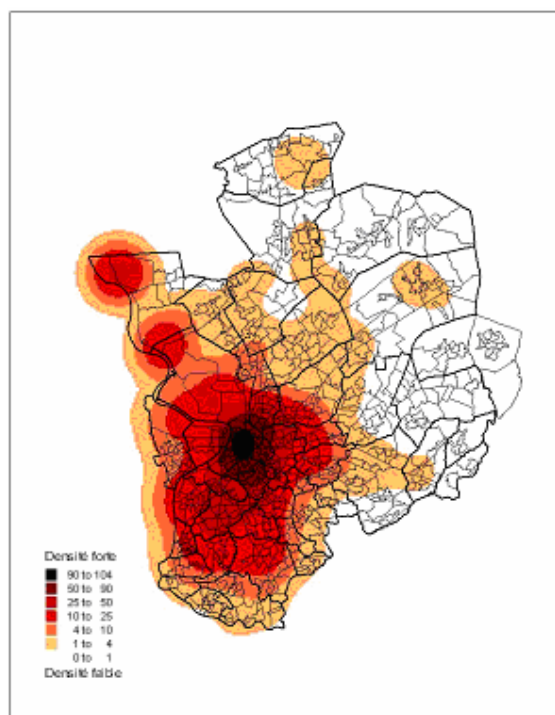 Densité forte
90 to 104
50 to 90
25 to 50
10 to 25
4 to 10
1 to 4
0 to 1
Densité faible